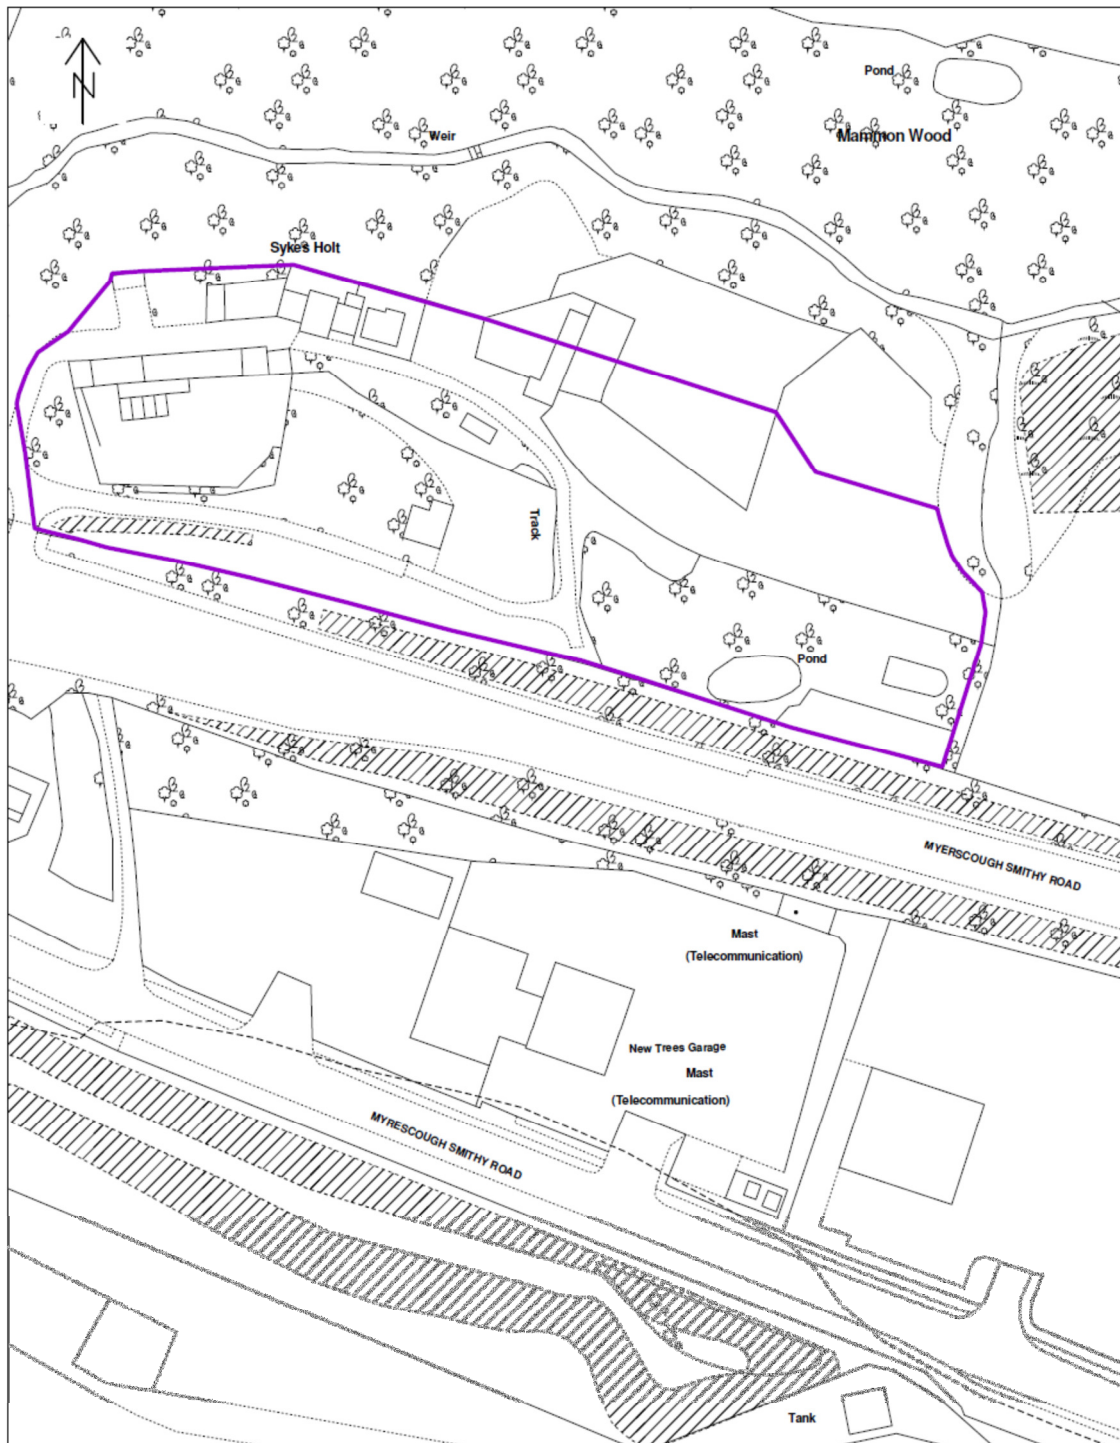 N
Pond
Weir
Mammon Wood
Sykes Holt
Track
Pond
MYERSCOUGH SMITHY ROAD
Mast
(Telecommunication)
New Trees Garage
Mast
(Telecommunication)
MYRESCOUGH SMITHY ROAD
Tank